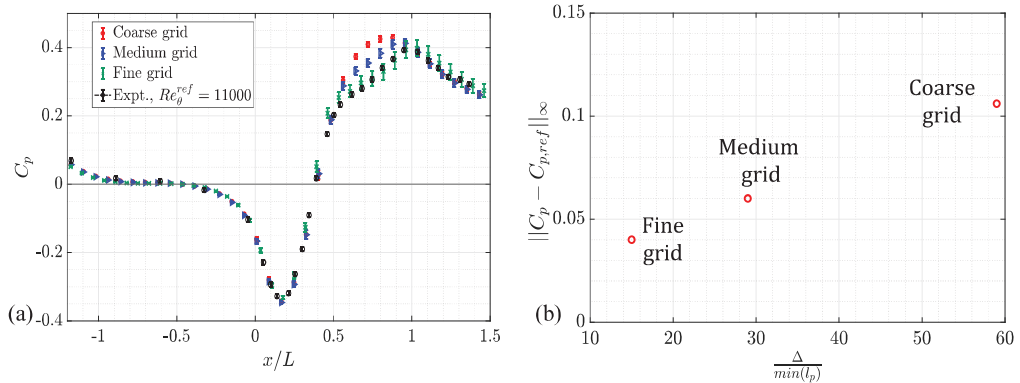 0.4
0.2
0
-0.2
-0.4
C_p
Coarse grid
Medium grid
Fine grid
Expt., Re_θ^{ref} = 11000
-1
-0.5
0
0.5
1
1.5
x/L
(a)
0.15
0.1
0.05
0
||C_p − C_{p,ref}||_∞
Coarse
grid
Medium
grid
Fine
grid
10
20
30
40
50
60
Δ
min(l_p)
(b)